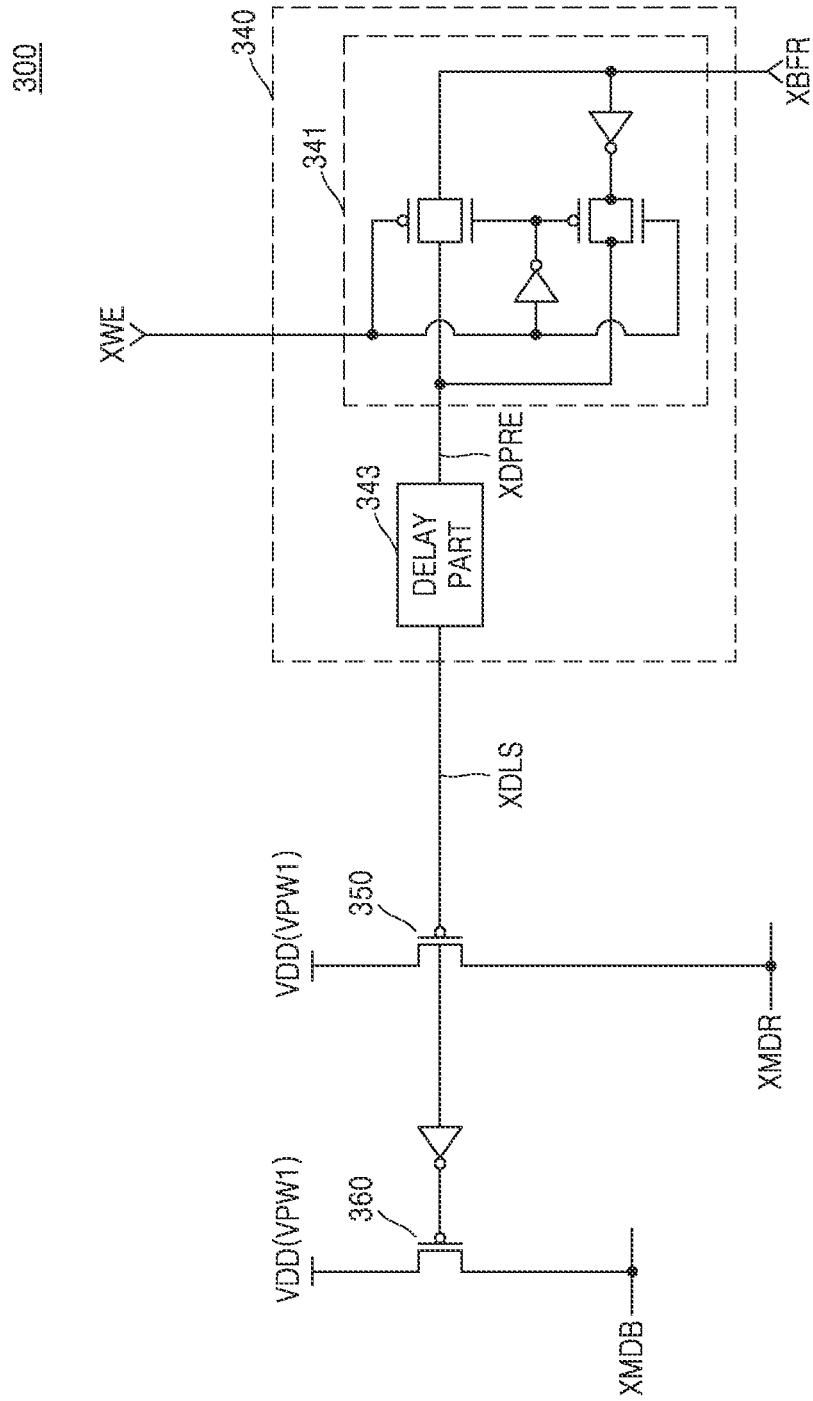 300
340
341
XWE
XBFR
343
DELAY
PART
XDPRE
XDLS
VDD(VPW1)
350
XMDR
VDD(VPW1)
360
XMDB